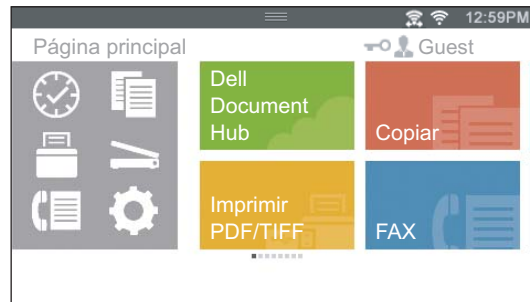 12:59PM
Página principal
Guest
Dell
Document
Hub
Copiar
Imprimir
PDF/TIFF
FAX